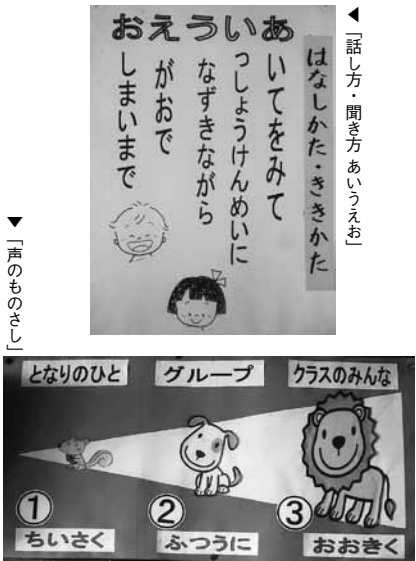 「話し方・聞き方 あいうえお」
はなしかた・ききかた
あいてをみて
いっしょうけんめいに
うなずきながら
えがおで
おしまいまで
「声のものさし」
となりのひと
グループ
クラスのみんな
①
②
③
ちいさく
ふつうに
おおきく